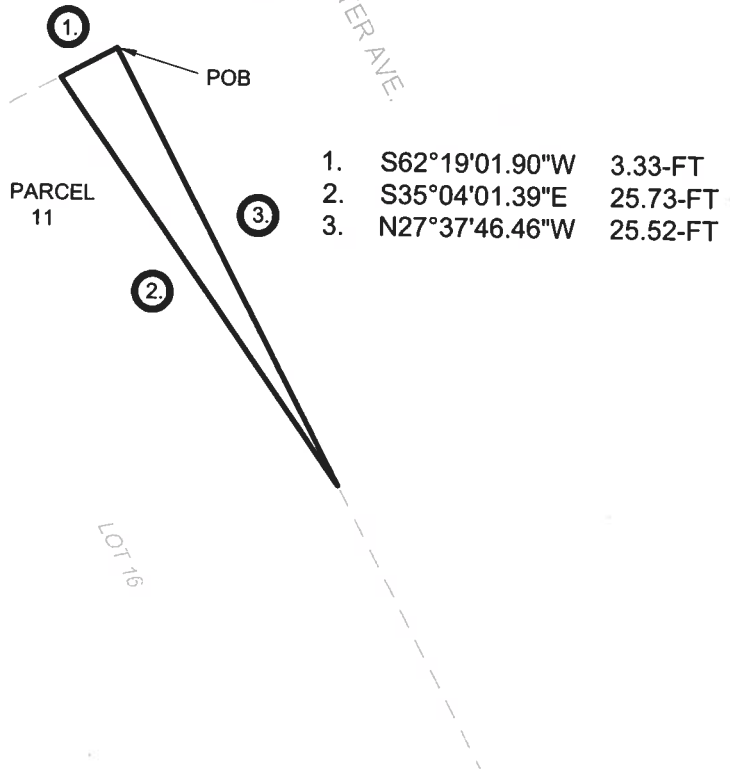 1.
AVE.
POB
1. S62°19'01.90"W 3.33-FT
PARCEL
11
2. S35°04'01.39"E 25.73-FT
3.
3. N27°37'46.46"W 25.52-FT
2.
LOT 16